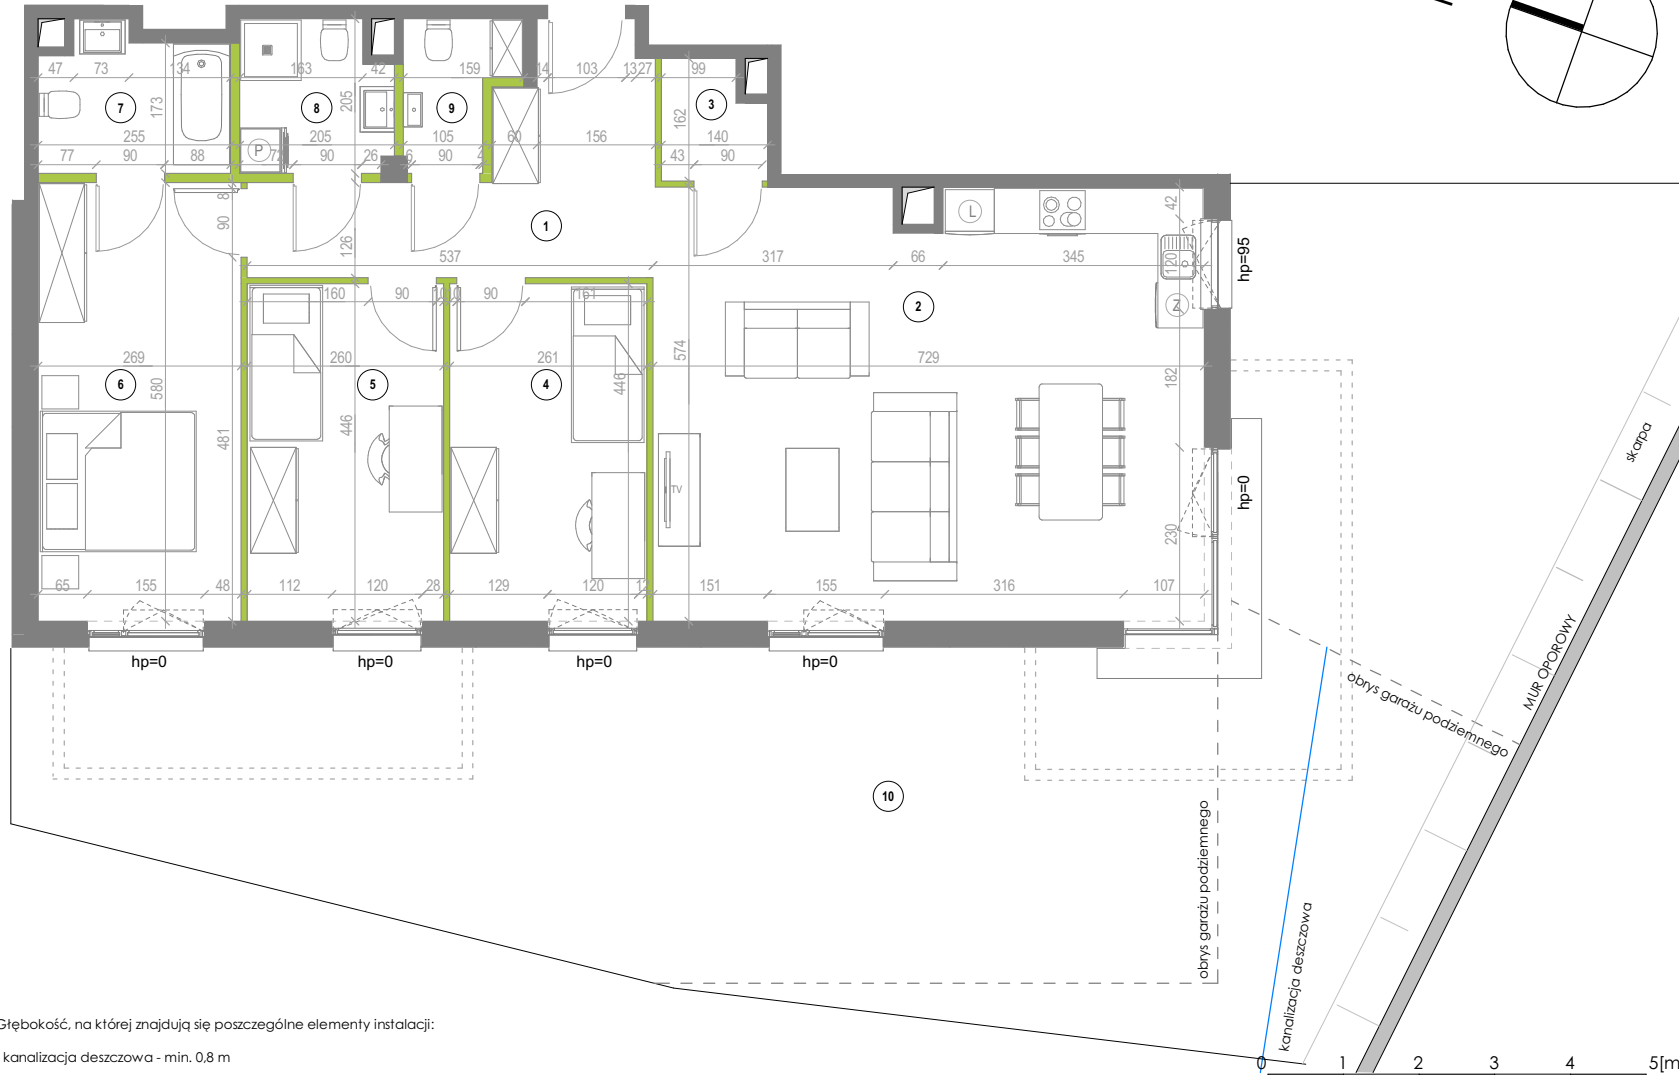 47 73 134 163 42 159 14 103 13 27 99
7 8 9 3
173 205 162
255 205 105 60 156 140
P
77 90 88 72 90 26 6 90 4 43 90
8
90
126
1
L
42
537 317 66 345
120
hp=95
160 90 10 90 161
2
Z
574
269 260 261 729
6 5 4
580 446 446 182
481
skarpa
TV
hp=0
230
65 155 48 112 120 28 129 120 12 151 155 316 107
hp=0 hp=0 hp=0 hp=0
MUR OPOROWY
obrys garażu podziemnego
10
obrys garażu podziemnego
kanalizacja deszczowa
Głębokość, na której znajdują się poszczególne elementy instalacji:
kanalizacja deszczowa - min. 0,8 m
0 1 2 3 4 5[m